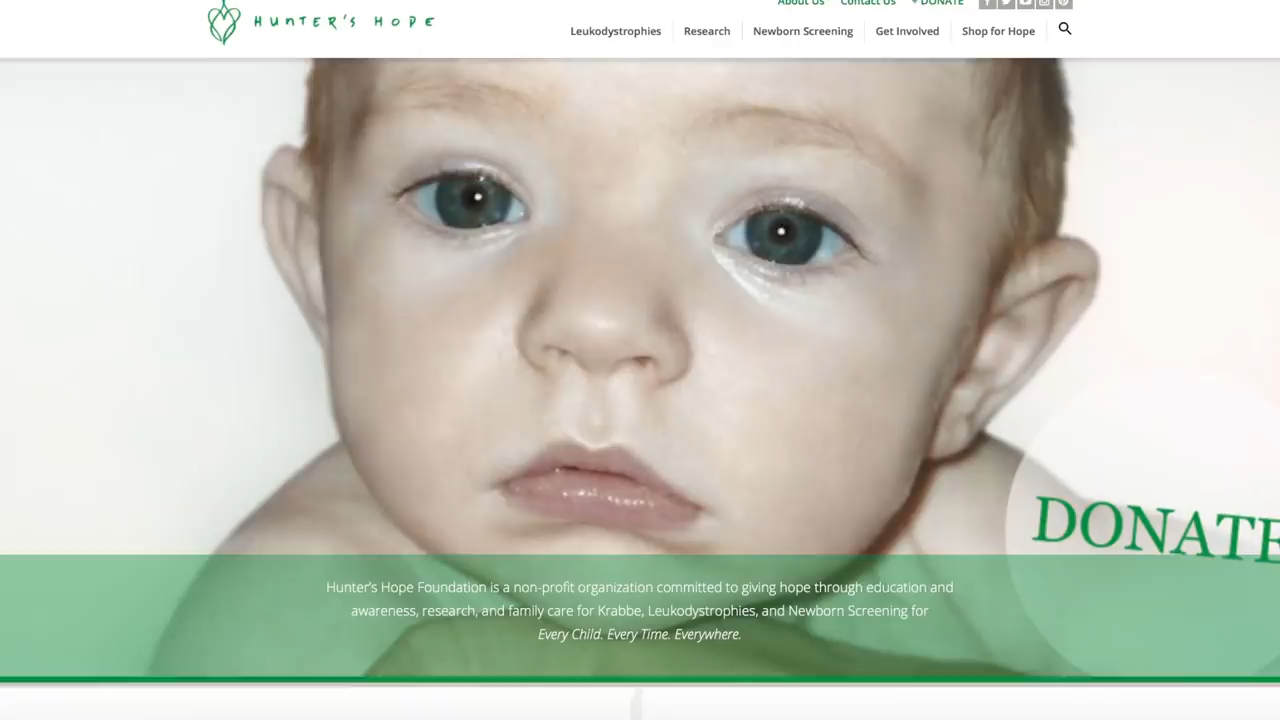 About Us Contact Us + DONATE
HUNTER'S HOPE
Leukodystrophies Research Newborn Screening Get Involved Shop for Hope
DONATE
Hunter's Hope Foundation is a non-profit organization committed to giving hope through education and
awareness, research, and family care for Krabbe, Leukodystrophies, and Newborn Screening for
Every Child. Every Time. Everywhere.